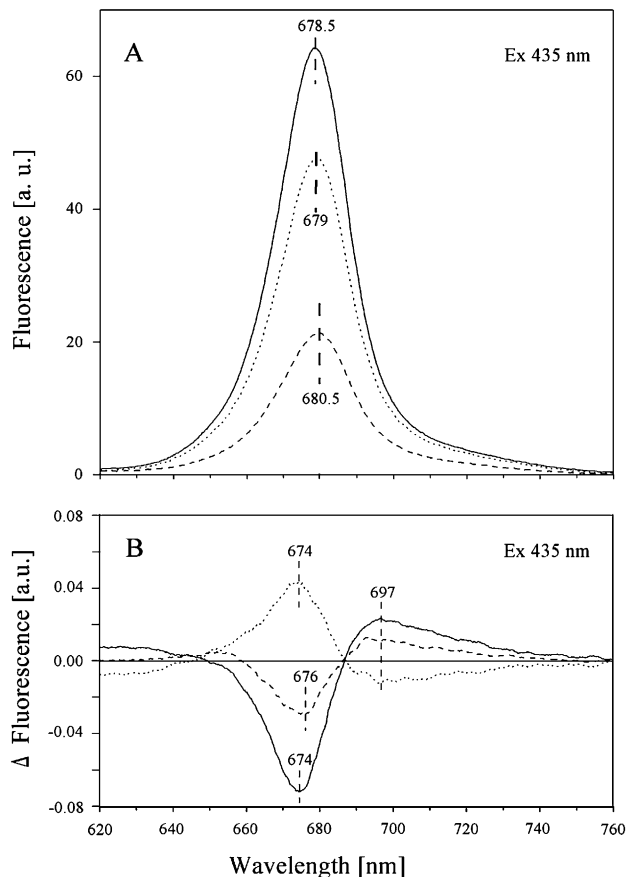 A
Ex 435 nm
678.5
679
680.5
Fluorescence [a. u.]
60
40
20
0
B
Ex 435 nm
674
697
676
674
Δ Fluorescence [a.u.]
0.08
0.04
0.00
-0.04
-0.08
620 640 660 680 700 720 740 760
Wavelength [nm]